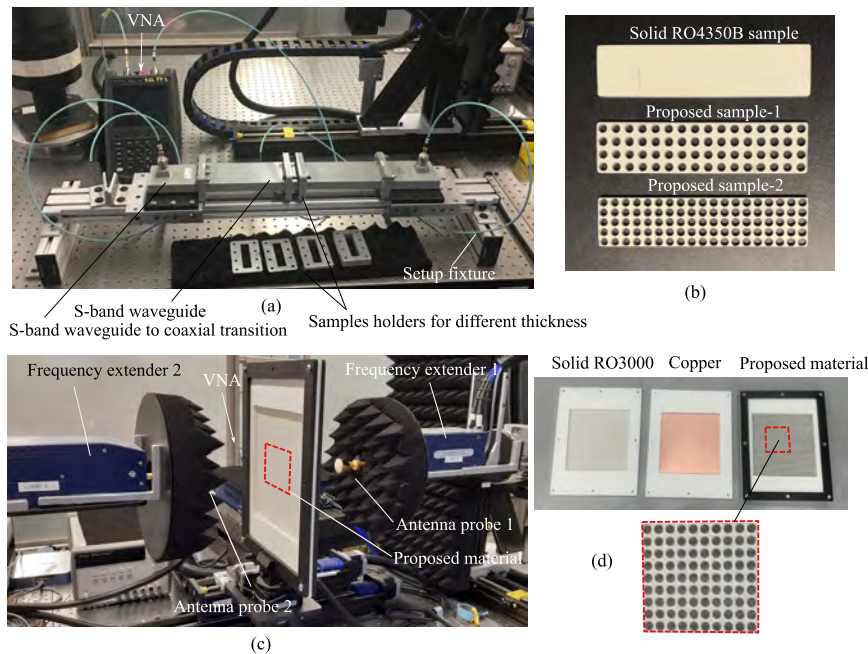 VNA
Setup fixture
(a)
S-band waveguide
S-band waveguide to coaxial transition
Samples holders for different thickness
Solid RO4350B sample
Proposed sample-1
Proposed sample-2
(b)
Frequency extender 2
VNA
Frequency extender 1
Antenna probe 1
Proposed material
Antenna probe 2
(c)
Solid RO3000
Copper
Proposed material
(d)